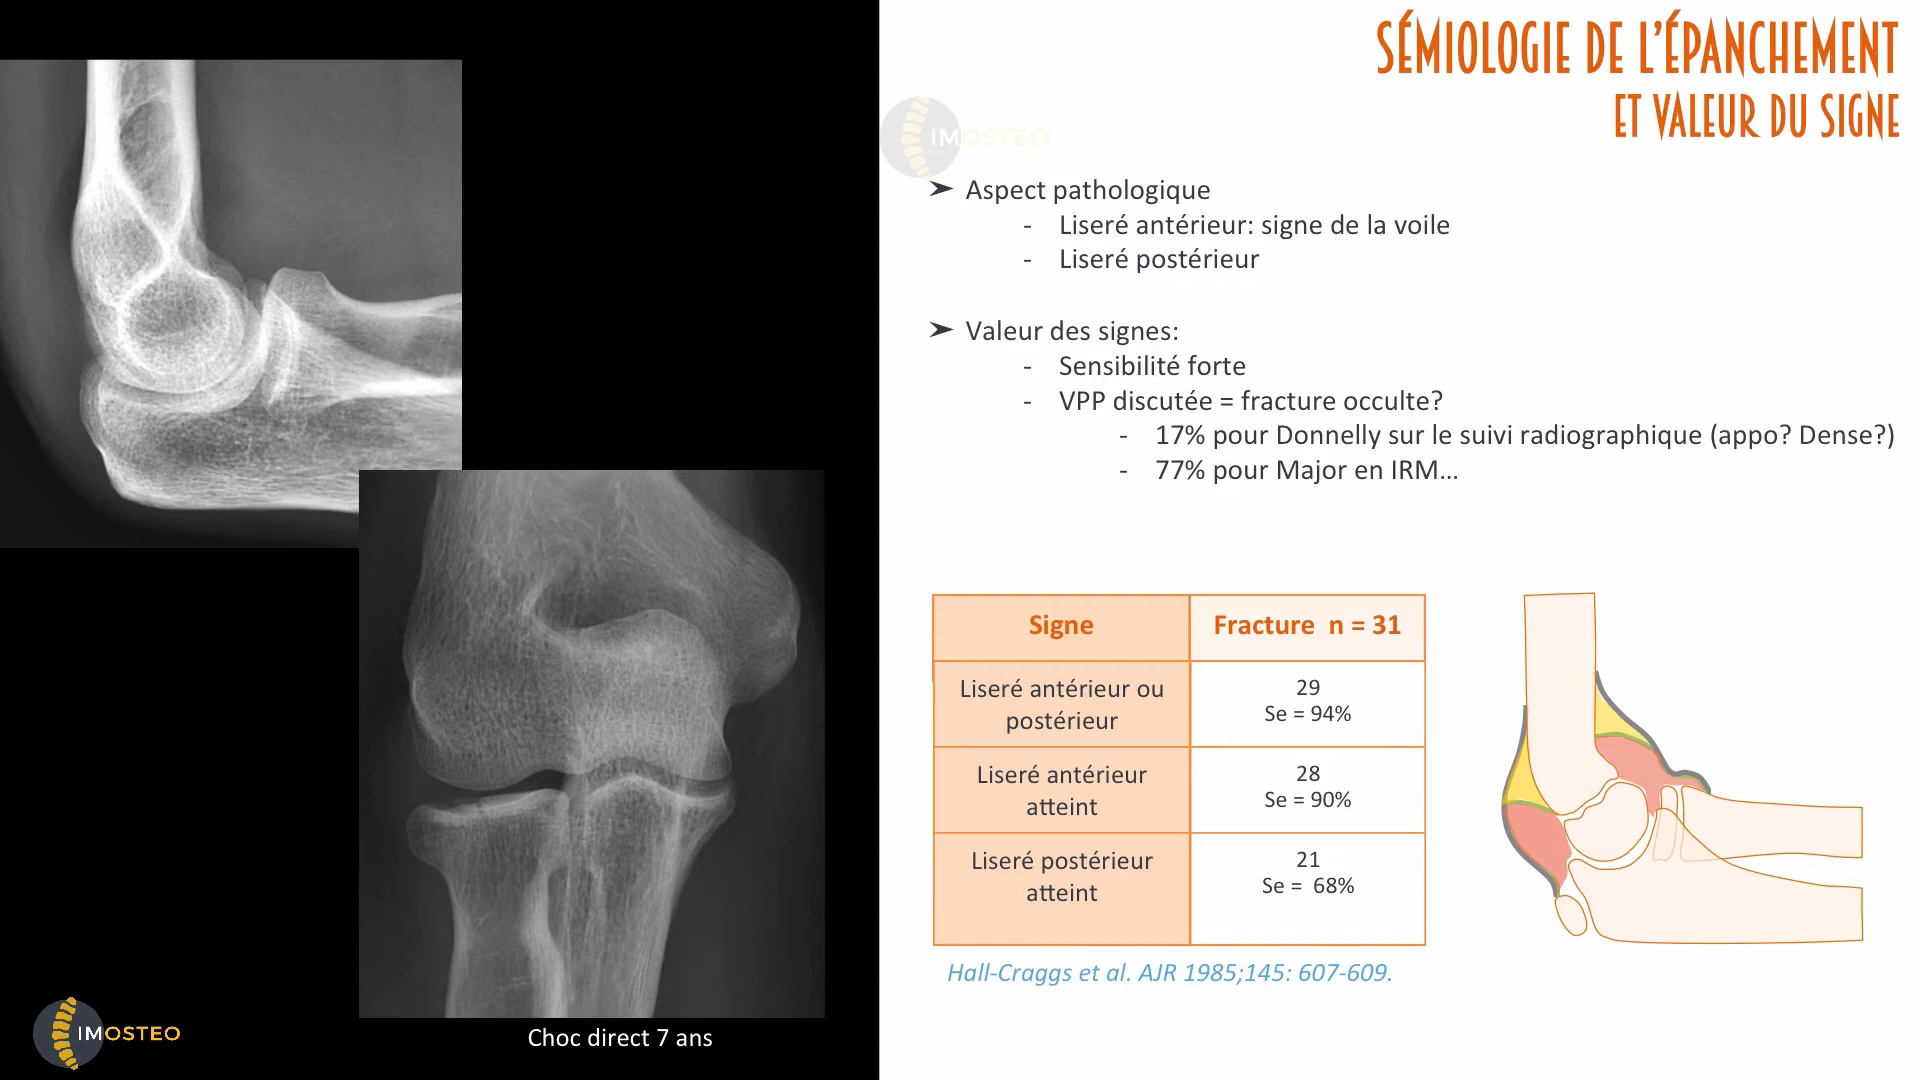 SÉMIOLOGIE DE L'ÉPANCHEMENT
ET VALEUR DU SIGNE
IMOSTEO
➤ Aspect pathologique
- Liseré antérieur: signe de la voile
- Liseré postérieur
➤ Valeur des signes:
- Sensibilité forte
- VPP discutée = fracture occulte?
- 17% pour Donnelly sur le suivi radiographique (appo? Dense?)
- 77% pour Major en IRM...
Signe
Fracture n = 31
Liseré antérieur ou
postérieur
29
Se = 94%
Liseré antérieur
atteint
28
Se = 90%
Liseré postérieur
atteint
21
Se = 68%
Hall-Craggs et al. AJR 1985;145: 607-609.
Choc direct 7 ans
IMOSTEO